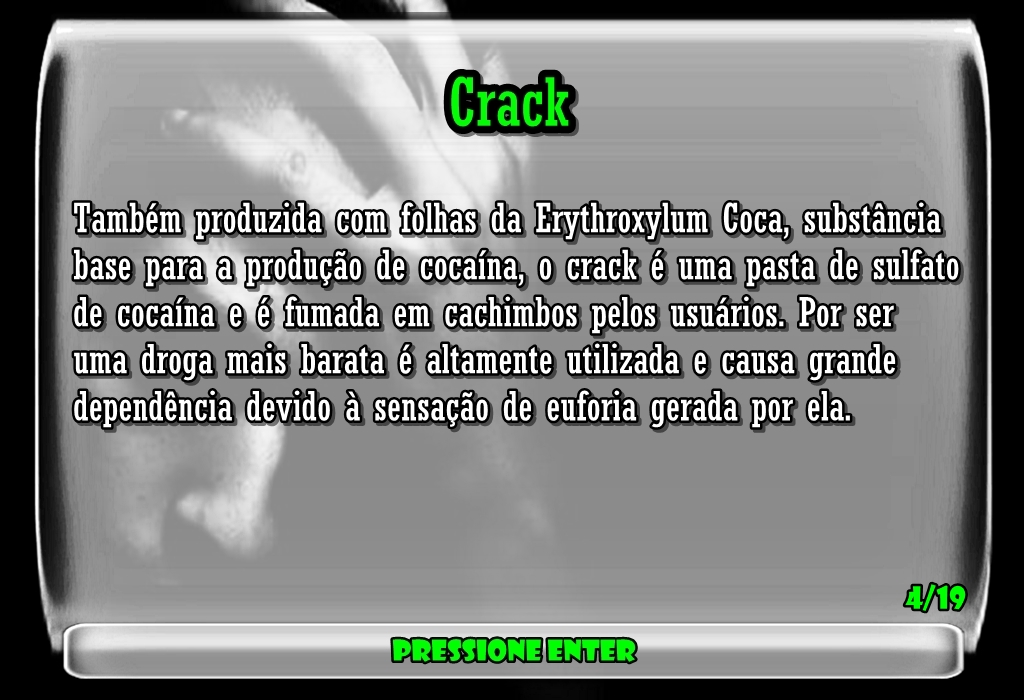 Crack
Também produzida com folhas da Erythroxylum Coca, substância
base para a produção de cocaína, o crack é uma pasta de sulfato
de cocaína e é fumada em cachimbos pelos usuários. Por ser
uma droga mais barata é altamente utilizada e causa grande
dependência devido à sensação de euforia gerada por ela.
4/19
PRESSIONE ENTER